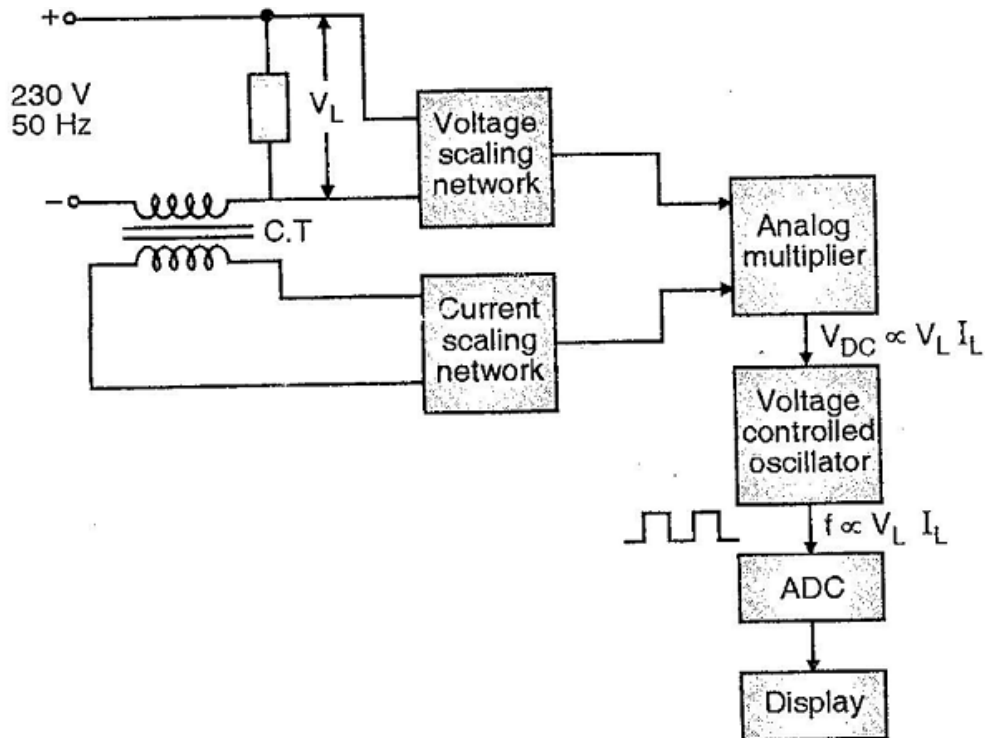 +
230 V
50 Hz
V_L
Voltage
scaling
network
-
C.T
Analog
multiplier
Current
scaling
network
V_DC ∝ V_L I_L
Voltage
controlled
oscillator
f ∝ V_L I_L
ADC
Display